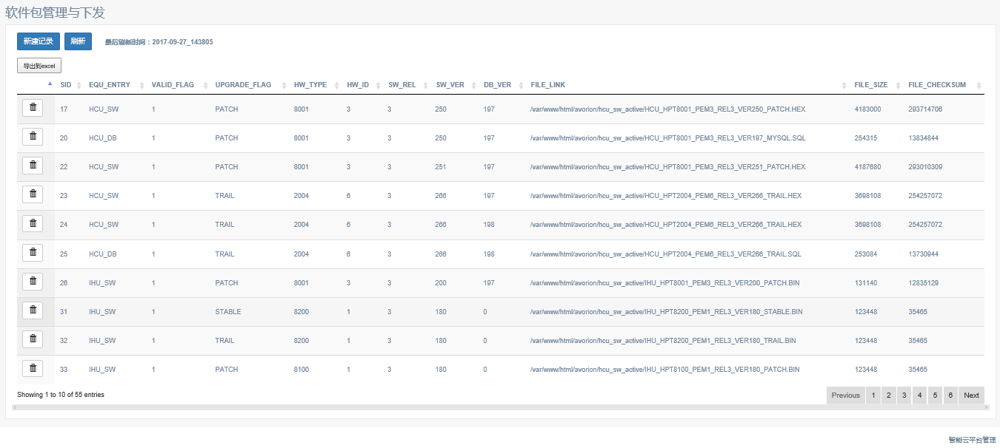 软件包管理与下发
新建记录 刷新 最后刷新时间：2017-09-27_143805
导出到excel
SID EQU_ENTRY VALID_FLAG UPGRADE_FLAG HW_TYPE HW_ID SW_REL SW_VER DB_VER FILE_LINK FILE_SIZE FILE_CHECKSUM
17 HCU_SW 1 PATCH 8001 3 3 250 197 /var/www/html/avorion/hcu_sw_active/HCU_HPT8001_PEM3_REL3_VER250_PATCH.HEX 4183000 293714706
20 HCU_DB 1 PATCH 8001 3 3 250 197 /var/www/html/avorion/hcu_sw_active/HCU_HPT8001_PEM3_REL3_VER197_MYSQL.SQL 254315 13834844
22 HCU_SW 1 PATCH 8001 3 3 251 197 /var/www/html/avorion/hcu_sw_active/HCU_HPT8001_PEM3_REL3_VER251_PATCH.HEX 4187680 293010309
23 HCU_SW 1 TRAIL 2004 6 3 266 197 /var/www/html/avorion/hcu_sw_active/HCU_HPT2004_PEM6_REL3_VER266_TRAIL.HEX 3698108 254257072
24 HCU_SW 1 TRAIL 2004 6 3 266 198 /var/www/html/avorion/hcu_sw_active/HCU_HPT2004_PEM6_REL3_VER266_TRAIL.HEX 3698108 254257072
25 HCU_DB 1 TRAIL 2004 6 3 266 198 /var/www/html/avorion/hcu_sw_active/HCU_HPT2004_PEM6_REL3_VER266_TRAIL.SQL 253084 13730944
26 IHU_SW 1 PATCH 8001 3 3 200 197 /var/www/html/avorion/hcu_sw_active/IHU_HPT8001_PEM3_REL3_VER200_PATCH.BIN 131140 12835129
31 IHU_SW 1 STABLE 8200 1 3 180 0 /var/www/html/avorion/hcu_sw_active/IHU_HPT8200_PEM1_REL3_VER180_STABLE.BIN 123448 35465
32 IHU_SW 1 TRAIL 8200 1 3 180 0 /var/www/html/avorion/hcu_sw_active/IHU_HPT8200_PEM1_REL3_VER180_TRAIL.BIN 123448 35465
33 IHU_SW 1 PATCH 8100 1 3 180 0 /var/www/html/avorion/hcu_sw_active/IHU_HPT8100_PEM1_REL3_VER180_PATCH.BIN 123448 35465
Showing 1 to 10 of 55 entries Previous 1 2 3 4 5 6 Next
智能云平台管理